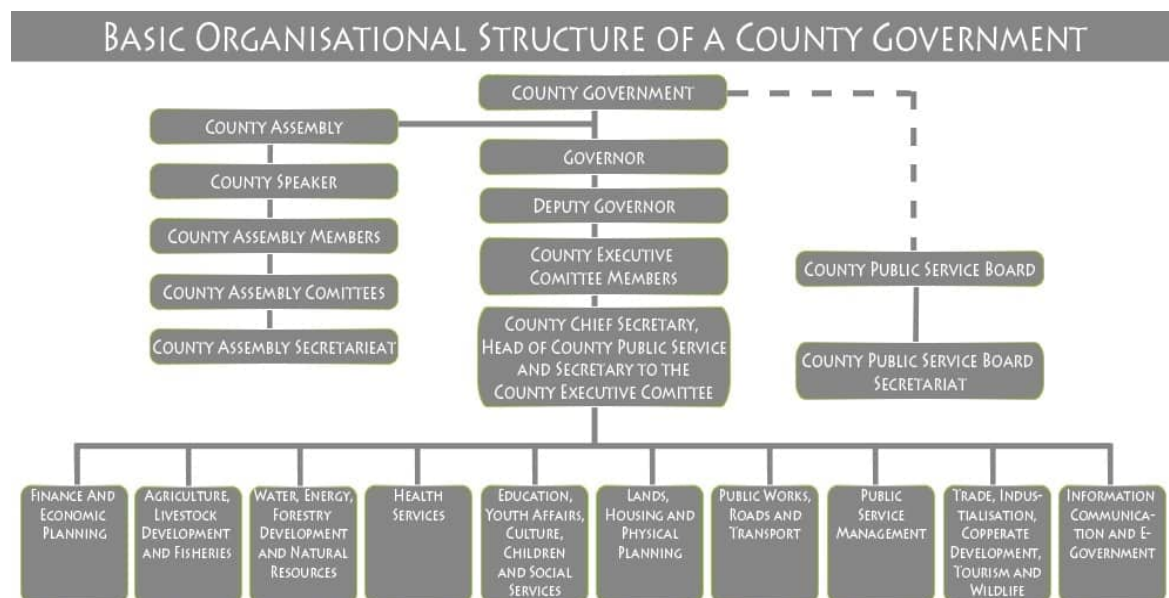 BASIC ORGANISATIONAL STRUCTURE OF A COUNTY GOVERNMENT
COUNTY GOVERNMENT
COUNTY ASSEMBLY
COUNTY SPEAKER
COUNTY ASSEMBLY MEMBERS
COUNTY ASSEMBLY COMITTEES
COUNTY ASSEMBLY SECRETARIEAT
GOVERNOR
DEPUTY GOVERNOR
COUNTY EXECUTIVE
COMITTEE MEMBERS
COUNTY CHIEF SECRETARY,
HEAD OF COUNTY PUBLIC SERVICE
AND SECRETARY TO THE
COUNTY EXECUTIVE COMITTEE
COUNTY PUBLIC SERVICE BOARD
COUNTY PUBLIC SERVICE BOARD
SECRETARIAT
FINANCE AND
ECONOMIC
PLANNING
AGRICULTURE,
LIVESTOCK
DEVELOPMENT
AND FISHERIES
WATER, ENERGY,
FORESTRY
DEVELOPMENT
AND NATURAL
RESOURCES
HEALTH
SERVICES
EDUCATION,
YOUTH AFFAIRS,
CULTURE,
CHILDREN
AND SOCIAL
SERVICES
LANDS,
HOUSING AND
PHYSICAL
PLANNING
PUBLIC WORKS,
ROADS AND
TRANSPORT
PUBLIC
SERVICE
MANAGEMENT
TRADE, INDUS-
TIALISATION,
COPPERATE
DEVELOPMENT,
TOURISM AND
WILDLIFE
INFORMATION
COMMUNICA-
TION AND E-
GOVERNMENT